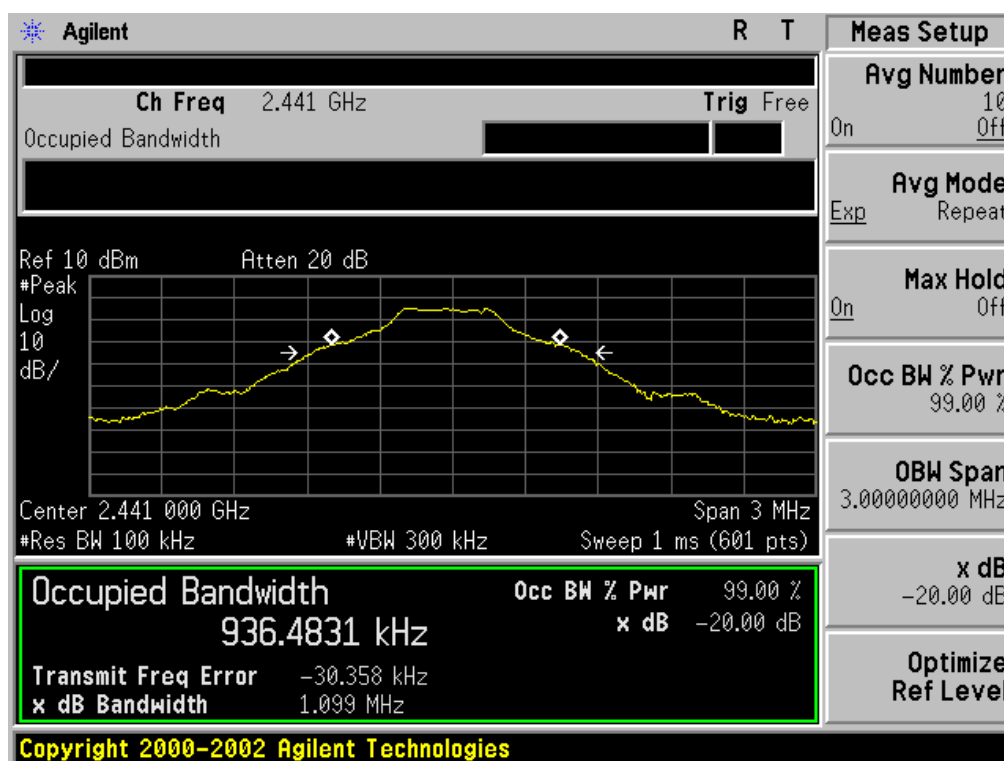 Agilent R T
Ch Freq 2.441 GHz Trig Free
Occupied Bandwidth
Ref 10 dBm Atten 20 dB
#Peak
Log
10
dB/
Center 2.441 000 GHz Span 3 MHz
#Res BW 100 kHz #VBW 300 kHz Sweep 1 ms (601 pts)
Occupied Bandwidth
936.4831 kHz
Occ BW % Pwr 99.00 %
x dB -20.00 dB
Transmit Freq Error -30.358 kHz
x dB Bandwidth 1.099 MHz
Copyright 2000-2002 Agilent Technologies
Meas Setup
Avg Number
10
On Off
Avg Mode
Exp Repeat
Max Hold
On Off
Occ BW % Pwr
99.00 %
OBW Span
3.00000000 MHz
x dB
-20.00 dB
Optimize
Ref Level